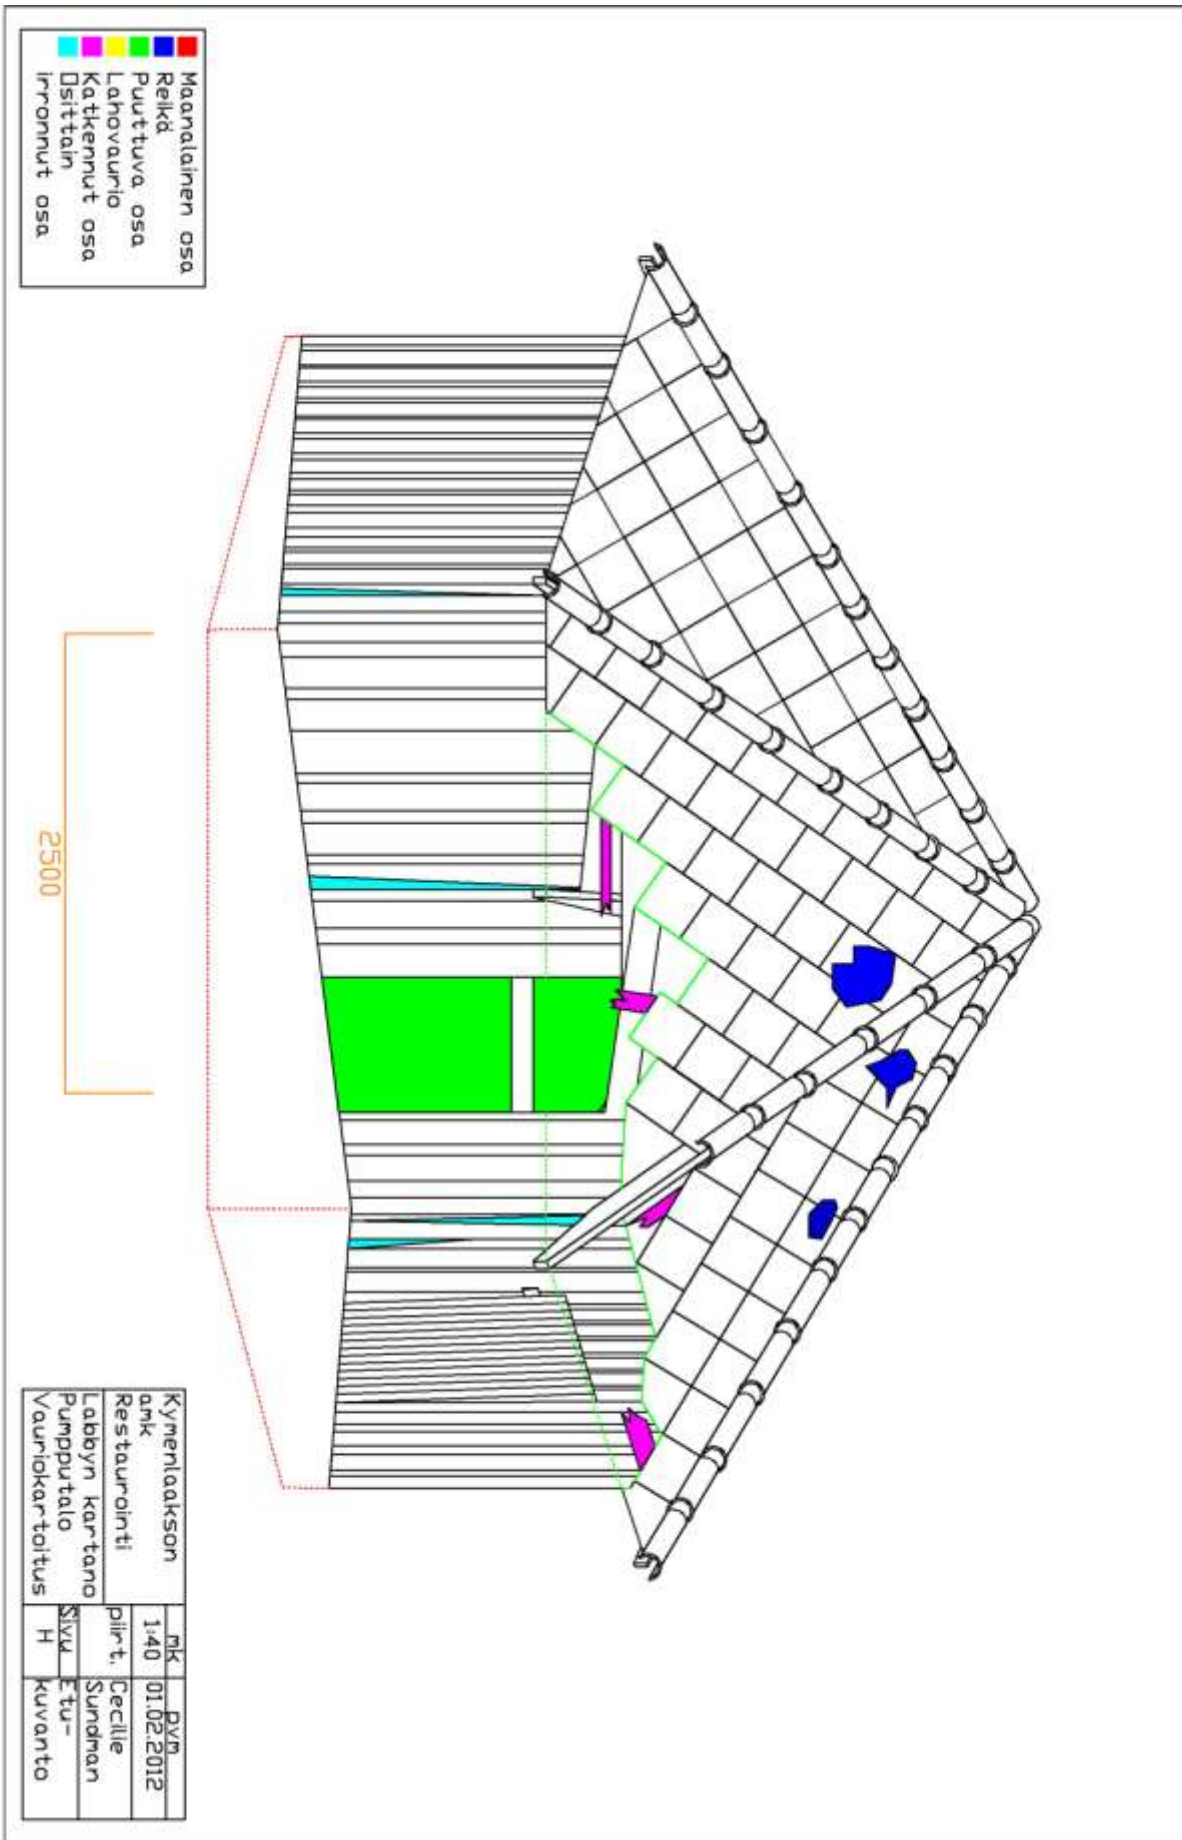 Maanalainen osa
Reikä
Puuttuva osa
Lahovaurio
Katkennut osa
Osittain
irronnut osa
2500
Kymenlaakson
amk
Restaurointi
Labbyn kartano
Pumpputalo
Vauriokartoitus
mk
pvm
1:40
01.02.2012
piirt.
Cecilie
Sundman
Sivu
H
Etu-
kuvanto